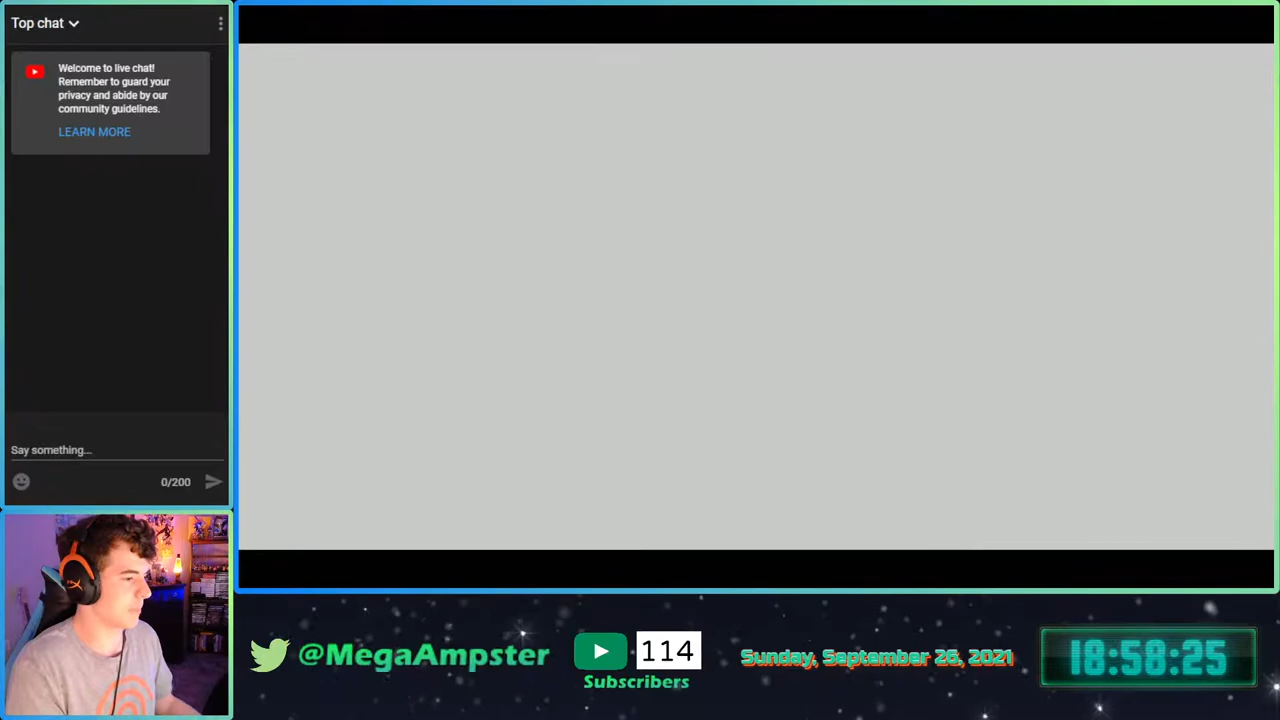 Top chat
Welcome to live chat!
Remember to guard your
privacy and abide by our
community guidelines.
LEARN MORE
Say something...
0/200
@MegaAmpster
114
Subscribers
Sunday, September 26, 2021
18:58:25